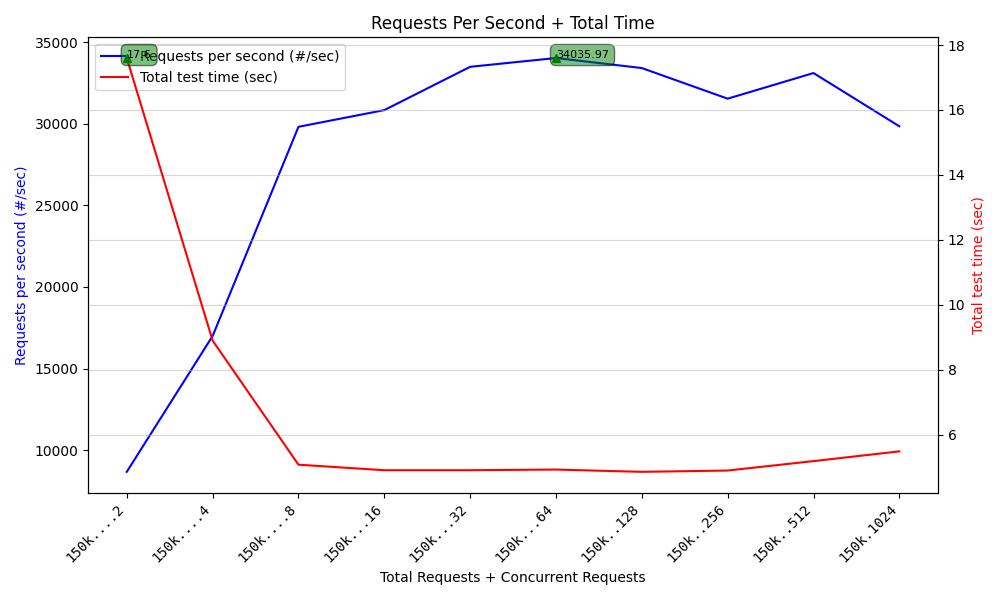 Requests Per Second + Total Time
Requests per second (#/sec)
Total test time (sec)
17.6
34035.97
35000
30000
25000
20000
15000
10000
Requests per second (#/sec)
18
16
14
12
10
8
6
Total test time (sec)
150k....2
150k....4
150k....8
150k...16
150k...32
150k...64
150k..128
150k..256
150k..512
150k.1024
Total Requests + Concurrent Requests